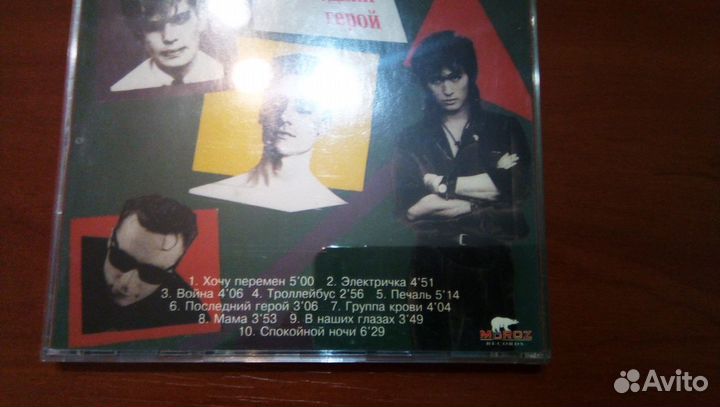 герой
1. Хочу перемен 5'00 2. Электричка 4'51
3. Война 4'06 4. Троллейбус 2'56 5. Печаль 5'14
6. Последний герой 3'06 7. Группа крови 4'04
8. Мама 3'53 9. В наших глазах 3'49
10. Спокойной ночи 6'29
MOROZ
RECORDS
Avito